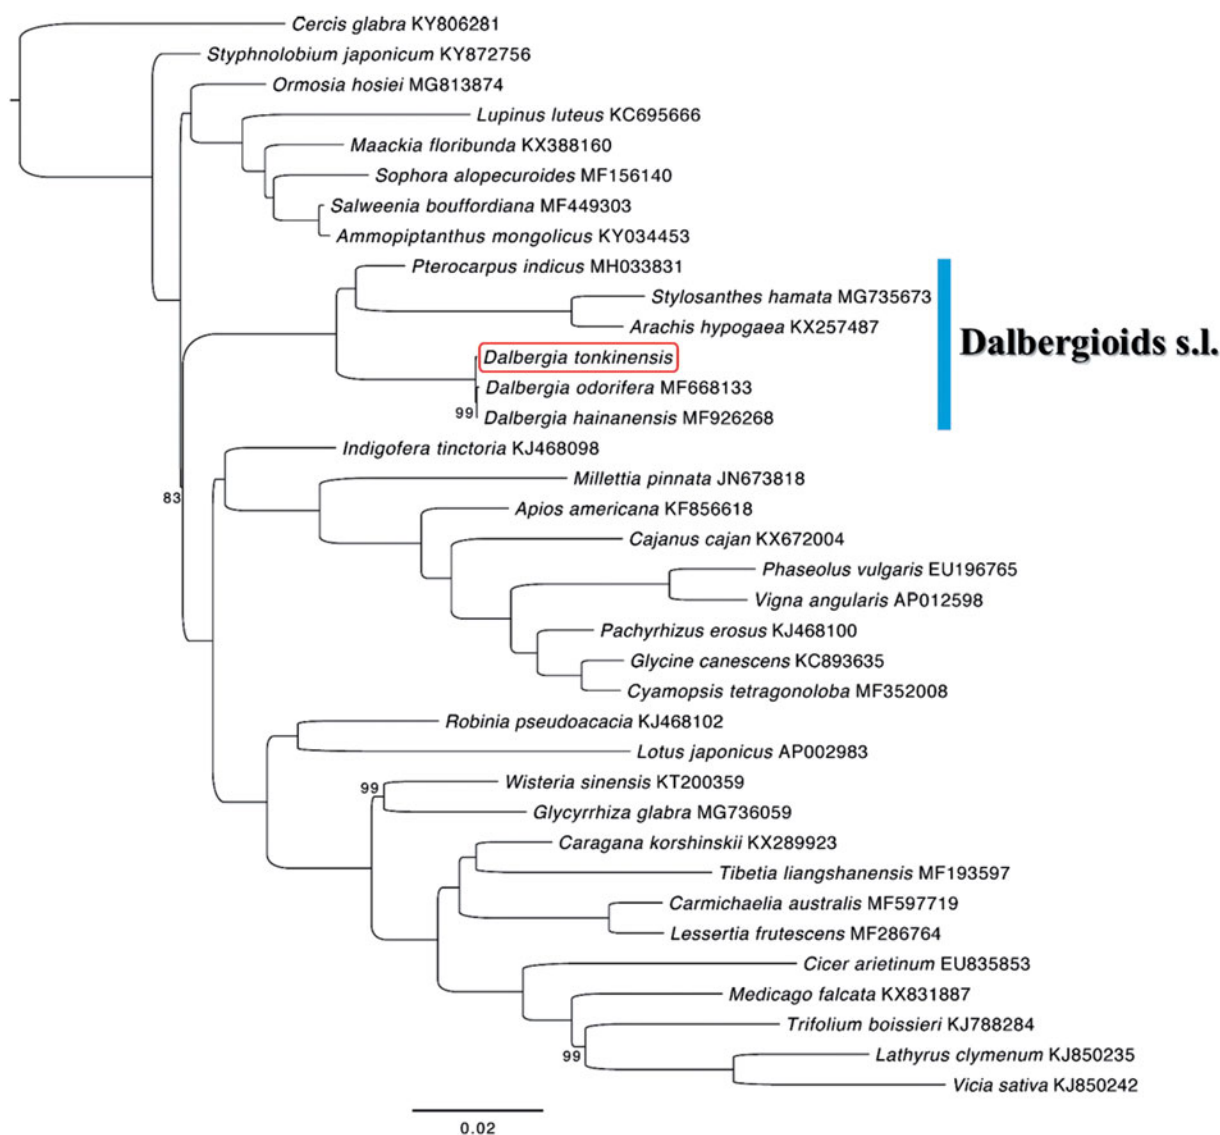 Cercis glabra KY806281
Styphnolobium japonicum KY872756
Ormosia hosiei MG813874
Lupinus luteus KC695666
Maackia floribunda KX388160
Sophora alopecuroides MF156140
Salweenia bouffordiana MF449303
Ammopiptanthus mongolicus KY034453
Pterocarpus indicus MH033831
Stylosanthes hamata MG735673
Arachis hypogaea KX257487
Dalbergioids s.l.
Dalbergia tonkinensis
Dalbergia odorifera MF668133
99
Dalbergia hainanensis MF926268
Indigofera tinctoria KJ468098
Millettia pinnata JN673818
83
Apios americana KF856618
Cajanus cajan KX672004
Phaseolus vulgaris EU196765
Vigna angularis AP012598
Pachyrhizus erosus KJ468100
Glycine canescens KC893635
Cyamopsis tetragonoloba MF352008
Robinia pseudoacacia KJ468102
Lotus japonicus AP002983
Wisteria sinensis KT200359
99
Glycyrrhiza glabra MG736059
Caragana korshinskii KX289923
Tibetia liangshanensis MF193597
Carmichaelia australis MF597719
Lessertia frutescens MF286764
Cicer arietinum EU835853
Medicago falcata KX831887
Trifolium boissieri KJ788284
99
Lathyrus clymenum KJ850235
Vicia sativa KJ850242
0.02